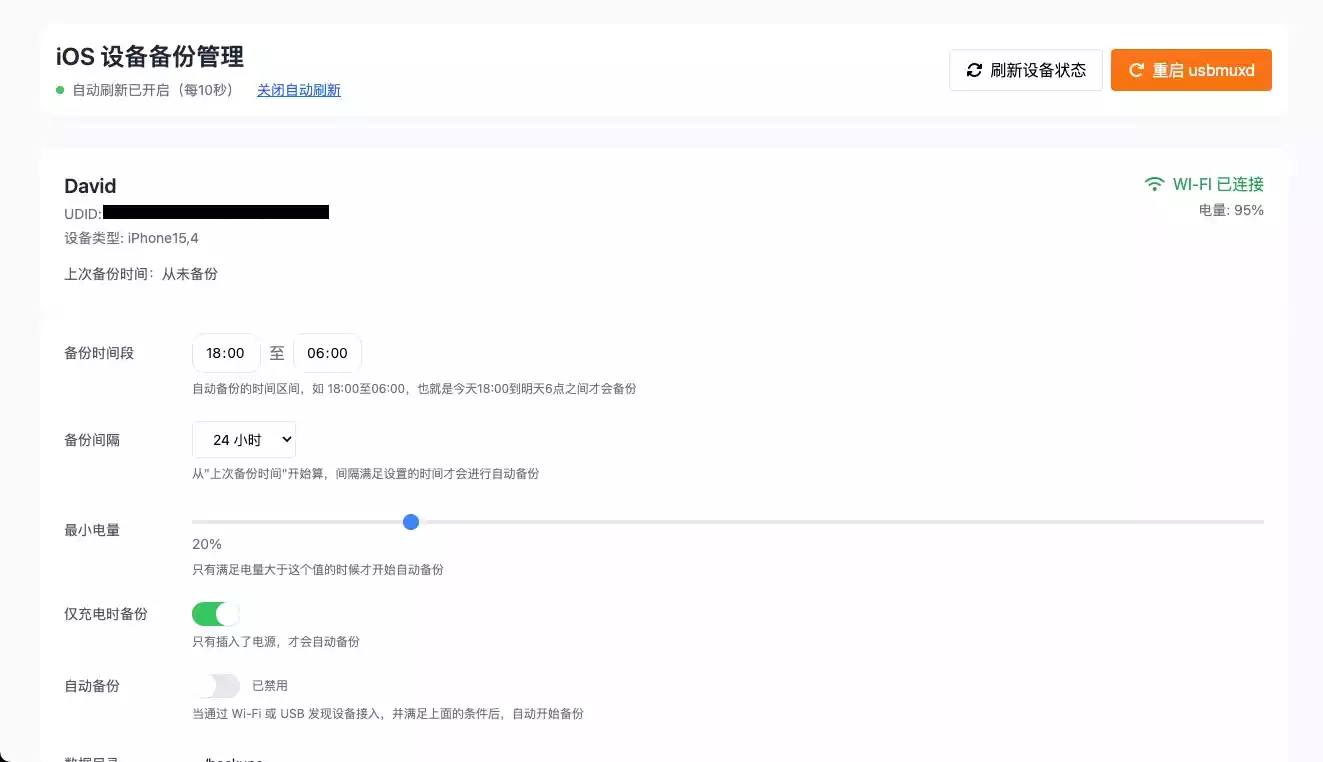 iOS 设备备份管理
自动刷新已开启（每10秒） 关闭自动刷新
刷新设备状态
重启 usbmuxd
David
WI-FI 已连接
UDID:
电量: 95%
设备类型: iPhone15,4
上次备份时间：从未备份
备份时间段 18:00 至 06:00
自动备份的时间区间，如 18:00至06:00，也就是今天18:00到明天6点之间才会备份
备份间隔 24 小时
从"上次备份时间"开始算，间隔满足设置的时间才会进行自动备份
最小电量
20%
只有满足电量大于这个值的时候才开始自动备份
仅充电时备份
只有插入了电源，才会自动备份
自动备份 已禁用
当通过 Wi-Fi 或 USB 发现设备接入，并满足上面的条件后，自动开始备份